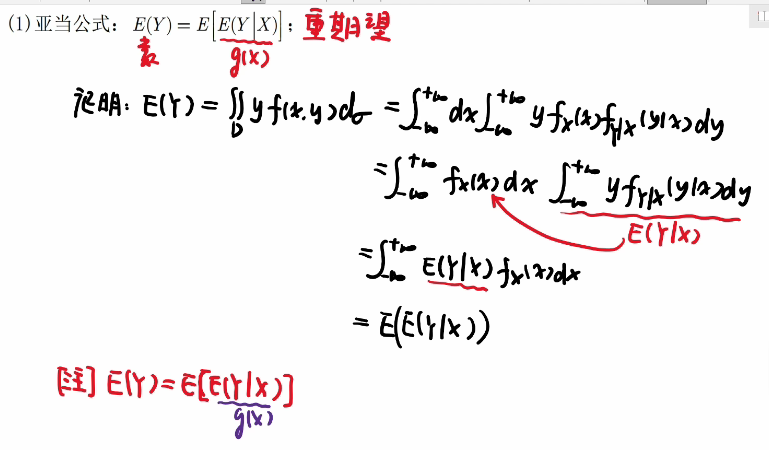 (1) 亚当公式：E(Y) = E[E(Y|X)]；重期望
数 g(X)
证明：E(Y) = ∬_D y f(x,y)dσ = ∫_{-∞}^{+∞} dx ∫_{-∞}^{+∞} y f_X(x) f_{Y|X}(y|x) dy
= ∫_{-∞}^{+∞} f_X(x) dx ∫_{-∞}^{+∞} y f_{Y|X}(y|x) dy
E(Y|X)
= ∫_{-∞}^{+∞} E(Y|X) f_X(x) dx
= E(E(Y|X))
[注] E(Y) = E[E(Y|X)]
g(X)